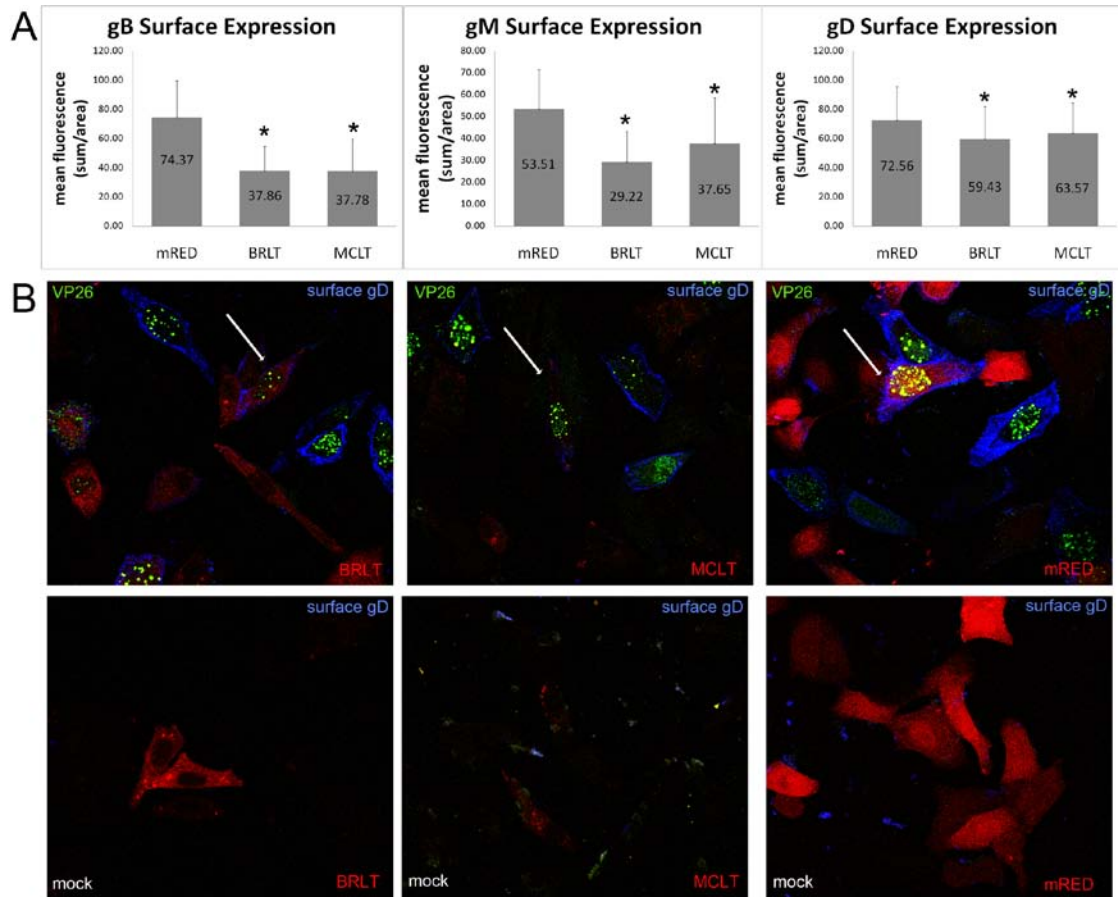 A
gB Surface Expression
mean fluorescence
(sum/area)
120.00
100.00
80.00
60.00
40.00
20.00
0.00
74.37
*
37.86
*
37.78
mRED BRLT MCLT
gM Surface Expression
mean fluorescence
(sum/area)
80.00
70.00
60.00
50.00
40.00
30.00
20.00
10.00
0.00
53.51
*
29.22
*
37.65
mRED BRLT MCLT
gD Surface Expression
mean fluorescence
(sum/area)
120.00
100.00
80.00
60.00
40.00
20.00
0.00
72.56
*
59.43
*
63.57
mRED BRLT MCLT
B
VP26 surface gD
BRLT
VP26 surface gD
MCLT
VP26 surface gD
mRED
surface gD
mock BRLT
surface gD
mock MCLT
surface gD
mock mRED